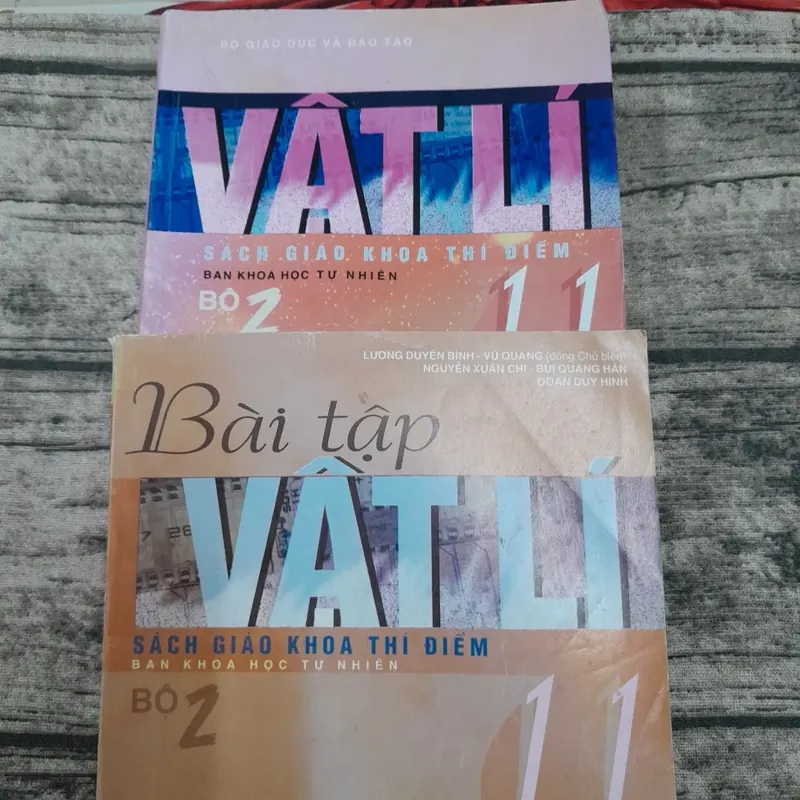 BỘ GIÁO DỤC VÀ ĐÀO TẠO
VẬT LÍ
SÁCH GIÁO KHOA THÍ ĐIỂM
BAN KHOA HỌC TỰ NHIÊN
BỘ 2
11
LƯƠNG DUYÊN BÌNH - VŨ QUANG (đồng Chủ biên)
NGUYỄN XUÂN CHI - BÙI QUANG HÂN
ĐOÀN DUY HINH
Bài tập
VẬT LÍ
SÁCH GIÁO KHOA THÍ ĐIỂM
BAN KHOA HỌC TỰ NHIÊN
BỘ 2
11